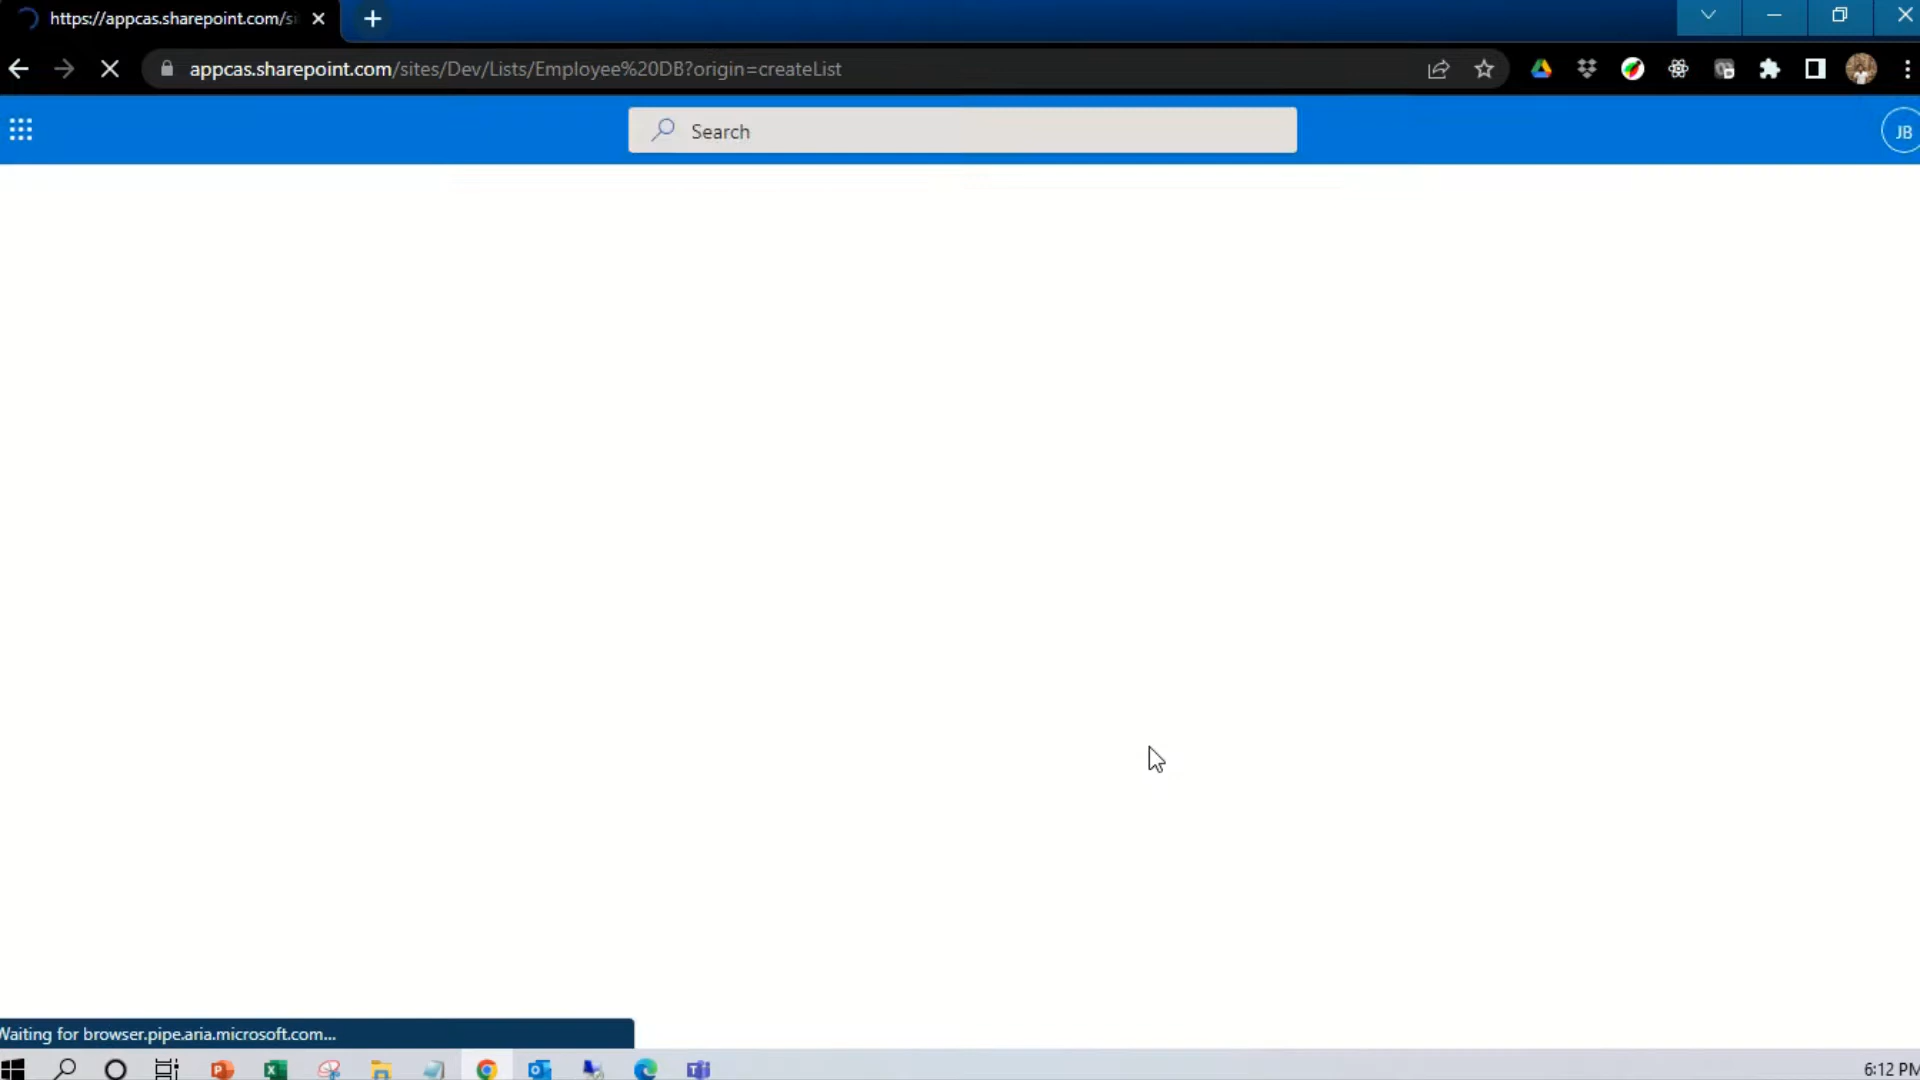 https://appcas.sharepoint.com/si
appcas.sharepoint.com/sites/Dev/Lists/Employee%20DB?origin=createList
Search
JB
Waiting for browser.pipe.aria.microsoft.com...
6:12 PM